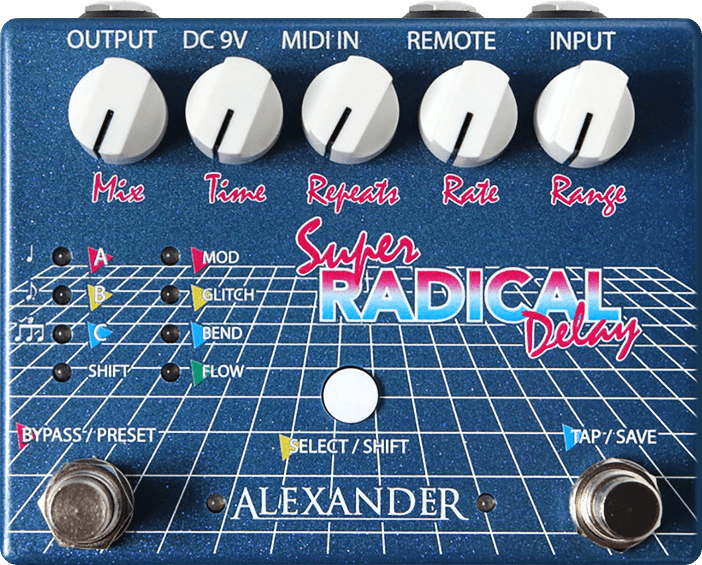 OUTPUT DC 9V MIDI IN REMOTE INPUT
Mix Time Repeats Rate Range
A MOD
B GLITCH
C BEND
SHIFT FLOW
Super
RADICAL
Delay
BYPASS / PRESET
SELECT / SHIFT
TAP / SAVE
ALEXANDER